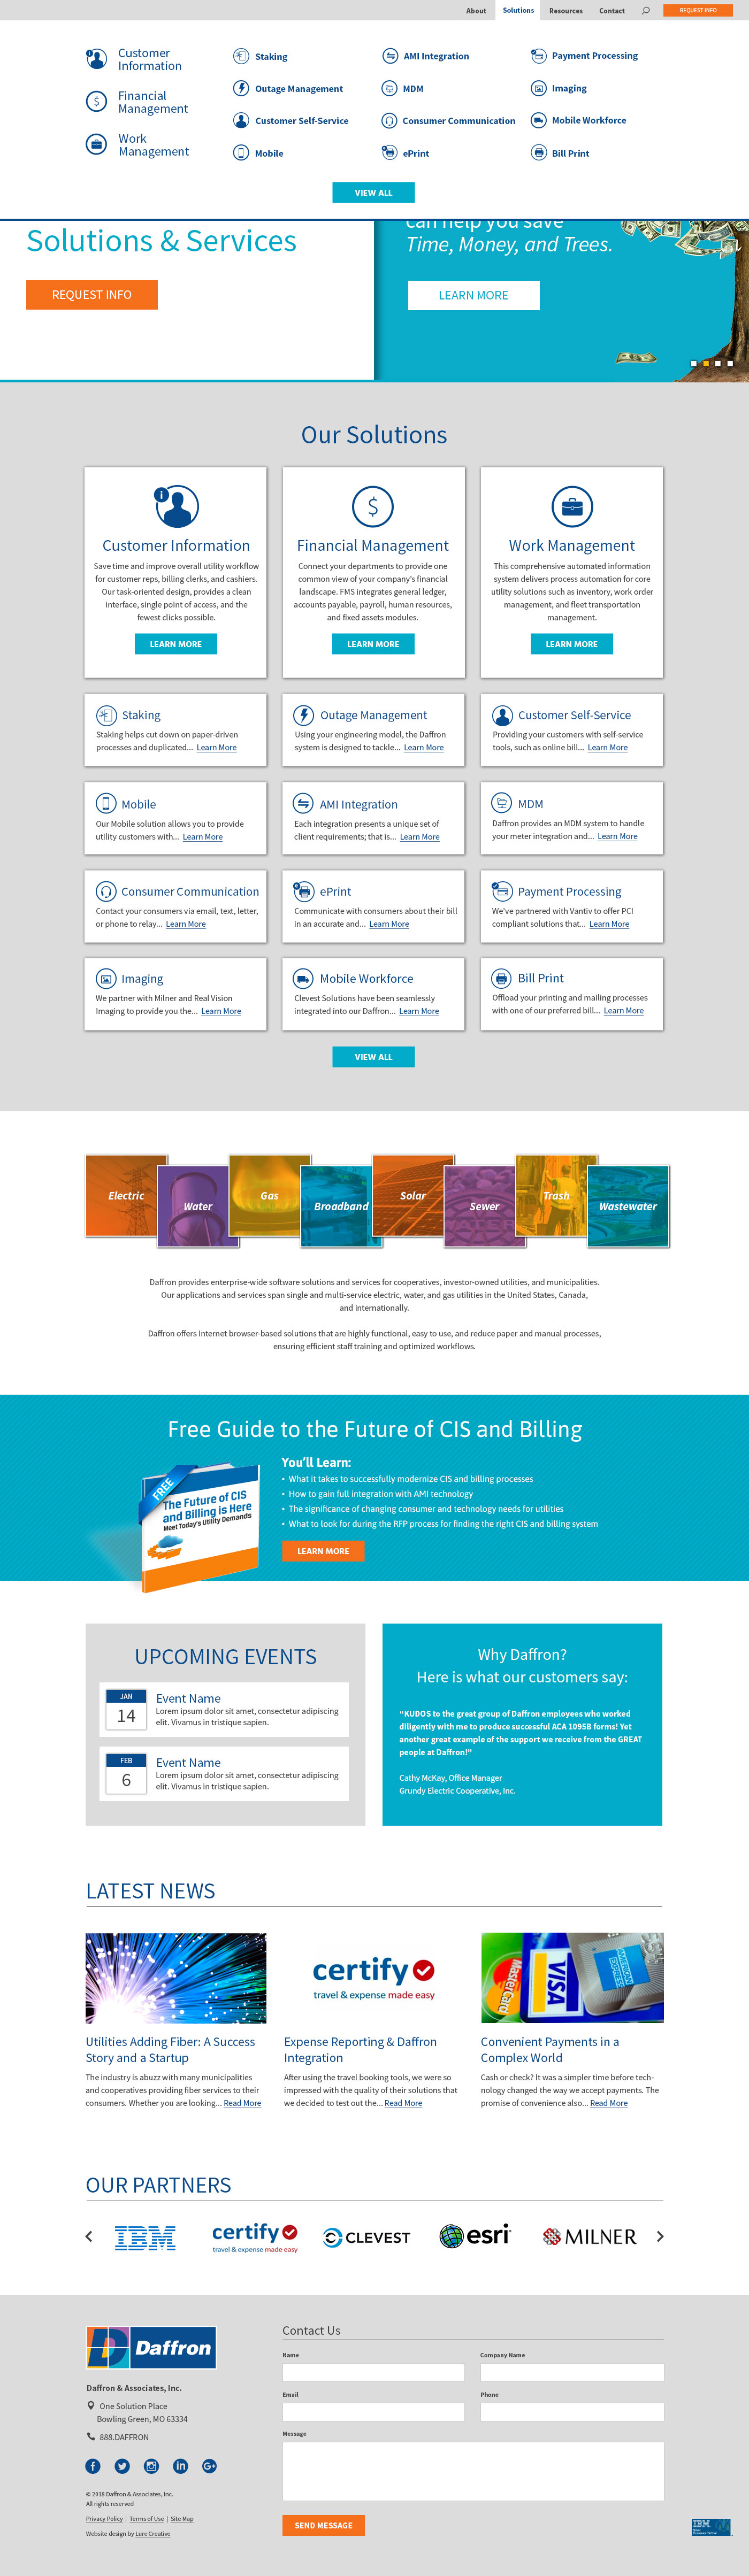 About
Solutions
Resources
Contact
REQUEST INFO
Customer
Information
Financial
Management
Work
Management
Staking
Outage Management
Customer Self-Service
Mobile
AMI Integration
MDM
Consumer Communication
ePrint
Payment Processing
Imaging
Mobile Workforce
Bill Print
VIEW ALL
Solutions & Services
REQUEST INFO
can help you save
Time, Money, and Trees.
LEARN MORE
Our Solutions
Customer Information
Save time and improve overall utility workflow
for customer reps, billing clerks, and cashiers.
Our task-oriented design, provides a clean
interface, single point of access, and the
fewest clicks possible.
LEARN MORE
Financial Management
Connect your departments to provide one
common view of your company's financial
landscape. FMS integrates general ledger,
accounts payable, payroll, human resources,
and fixed assets modules.
LEARN MORE
Work Management
This comprehensive automated information
system delivers process automation for core
utility solutions such as inventory, work order
management, and fleet transportation
management.
LEARN MORE
Staking
Staking helps cut down on paper-driven
processes and duplicated... Learn More
Outage Management
Using your engineering model, the Daffron
system is designed to tackle... Learn More
Customer Self-Service
Providing your customers with self-service
tools, such as online bill... Learn More
Mobile
Our Mobile solution allows you to provide
utility customers with... Learn More
AMI Integration
Each integration presents a unique set of
client requirements; that is... Learn More
MDM
Daffron provides an MDM system to handle
your meter integration and... Learn More
Consumer Communication
Contact your consumers via email, text, letter,
or phone to relay... Learn More
ePrint
Communicate with consumers about their bill
in an accurate and... Learn More
Payment Processing
We've partnered with Vantiv to offer PCI
compliant solutions that... Learn More
Imaging
We partner with Milner and Real Vision
Imaging to provide you the... Learn More
Mobile Workforce
Clevest Solutions have been seamlessly
integrated into our Daffron... Learn More
Bill Print
Offload your printing and mailing processes
with one of our preferred bill... Learn More
VIEW ALL
Electric
Water
Gas
Broadband
Solar
Sewer
Trash
Wastewater
Daffron provides enterprise-wide software solutions and services for cooperatives, investor-owned utilities, and municipalities.
Our applications and services span single and multi-service electric, water, and gas utilities in the United States, Canada,
and internationally.
Daffron offers Internet browser-based solutions that are highly functional, easy to use, and reduce paper and manual processes,
ensuring efficient staff training and optimized workflows.
Free Guide to the Future of CIS and Billing
FREE
The Future of CIS
and Billing is Here
Meet Today's Utility Demands
You'll Learn:
• What it takes to successfully modernize CIS and billing processes
• How to gain full integration with AMI technology
• The significance of changing consumer and technology needs for utilities
• What to look for during the RFP process for finding the right CIS and billing system
LEARN MORE
UPCOMING EVENTS
JAN
14
Event Name
Lorem ipsum dolor sit amet, consectetur adipiscing
elit. Vivamus in tristique sapien.
FEB
6
Event Name
Lorem ipsum dolor sit amet, consectetur adipiscing
elit. Vivamus in tristique sapien.
Why Daffron?
Here is what our customers say:
“KUDOS to the great group of Daffron employees who worked
diligently with me to produce successful ACA 1095B forms! Yet
another great example of the support we receive from the GREAT
people at Daffron!”
Cathy McKay, Office Manager
Grundy Electric Cooperative, Inc.
LATEST NEWS
certify
travel & expense made easy
MasterCard
VISA
AMERICAN
EXPRESS
Utilities Adding Fiber: A Success
Story and a Startup
The industry is abuzz with many municipalities
and cooperatives providing fiber services to their
consumers. Whether you are looking... Read More
Expense Reporting & Daffron
Integration
After using the travel booking tools, we were so
impressed with the quality of their solutions that
we decided to test out the... Read More
Convenient Payments in a
Complex World
Cash or check? It was a simpler time before tech-
nology changed the way we accept payments. The
promise of convenience also... Read More
OUR PARTNERS
IBM
certify
travel & expense made easy
CLEVEST
esri
MILNER
D Daffron
Daffron & Associates, Inc.
One Solution Place
Bowling Green, MO 63334
888.DAFFRON
© 2018 Daffron & Associates, Inc.
All rights reserved
Privacy Policy | Terms of Use | Site Map
Website design by Lure Creative
Contact Us
Name
Company Name
Email
Phone
Message
SEND MESSAGE
IBM
Business Partner